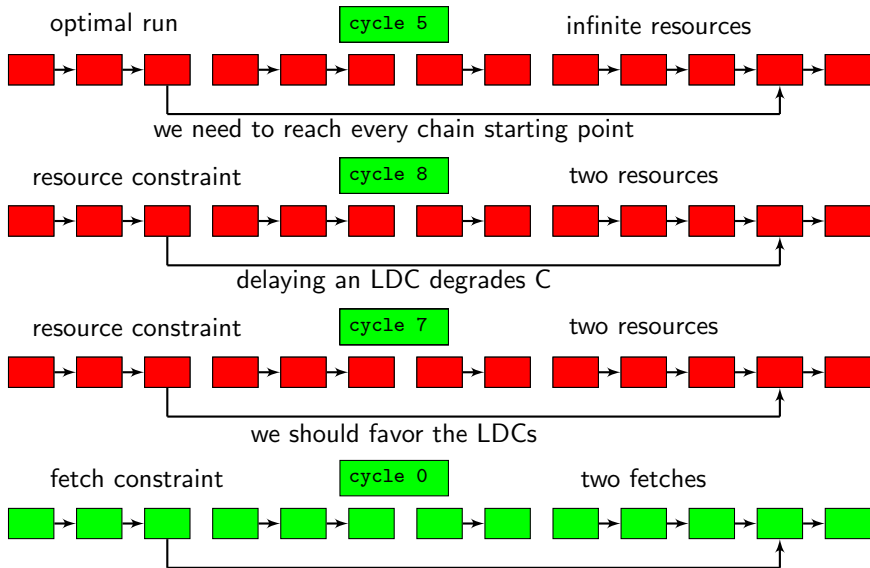 optimal run
cycle 5
infinite resources
we need to reach every chain starting point
resource constraint
cycle 8
two resources
delaying an LDC degrades C
resource constraint
cycle 7
two resources
we should favor the LDCs
fetch constraint
cycle 0
two fetches